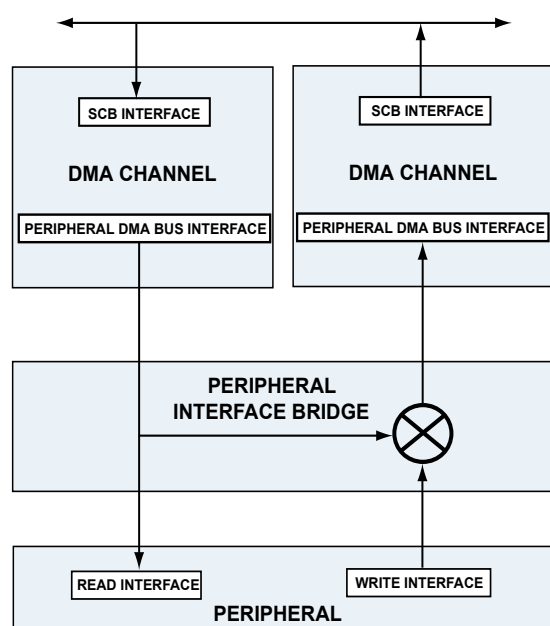 SCB INTERFACE
SCB INTERFACE
DMA CHANNEL
DMA CHANNEL
PERIPHERAL DMA BUS INTERFACE
PERIPHERAL DMA BUS INTERFACE
PERIPHERAL
INTERFACE BRIDGE
READ INTERFACE
WRITE INTERFACE
PERIPHERAL